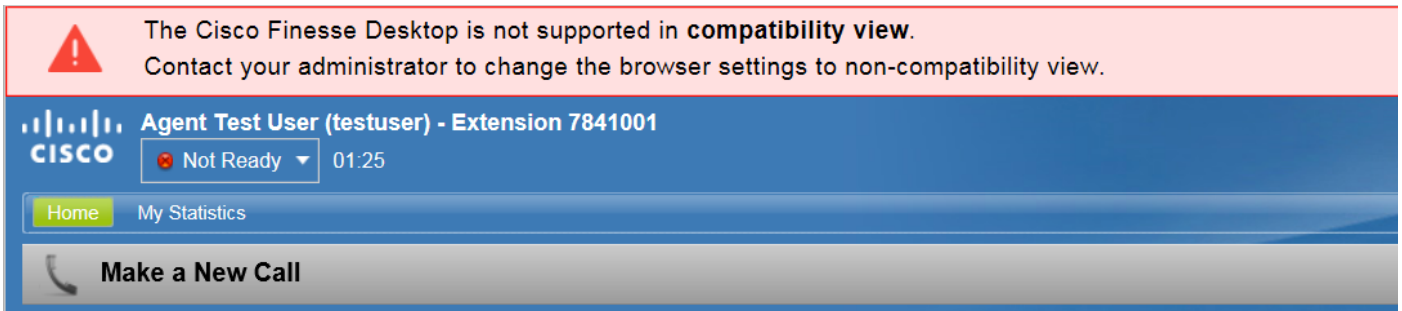 The Cisco Finesse Desktop is not supported in compatibility view.
Contact your administrator to change the browser settings to non-compatibility view.
CISCO
Agent Test User (testuser) - Extension 7841001
Not Ready 01:25
Home My Statistics
Make a New Call